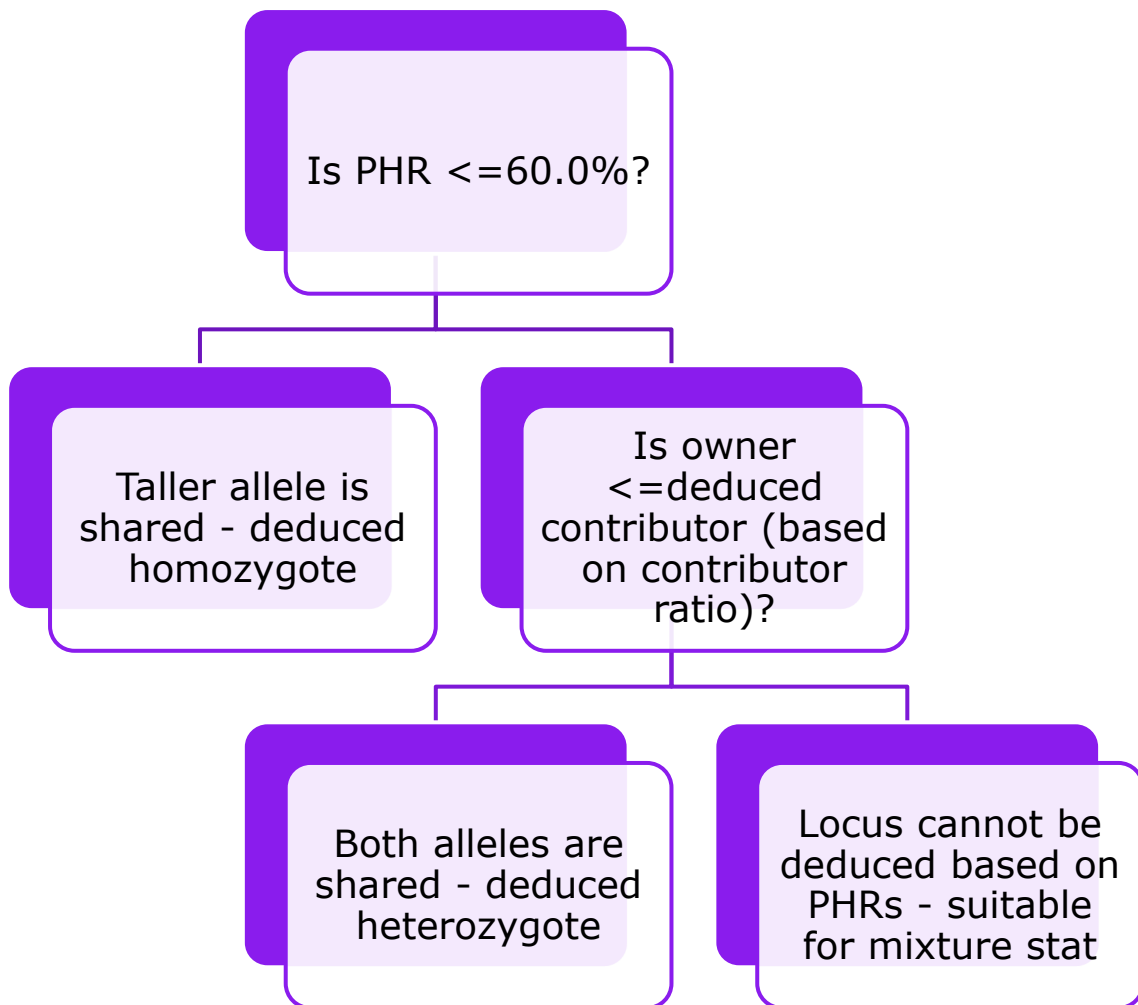 Is PHR <=60.0%?
Taller allele is
shared - deduced
homozygote
Is owner
<=deduced
contributor (based
on contributor
ratio)?
Both alleles are
shared - deduced
heterozygote
Locus cannot be
deduced based on
PHRs - suitable
for mixture stat